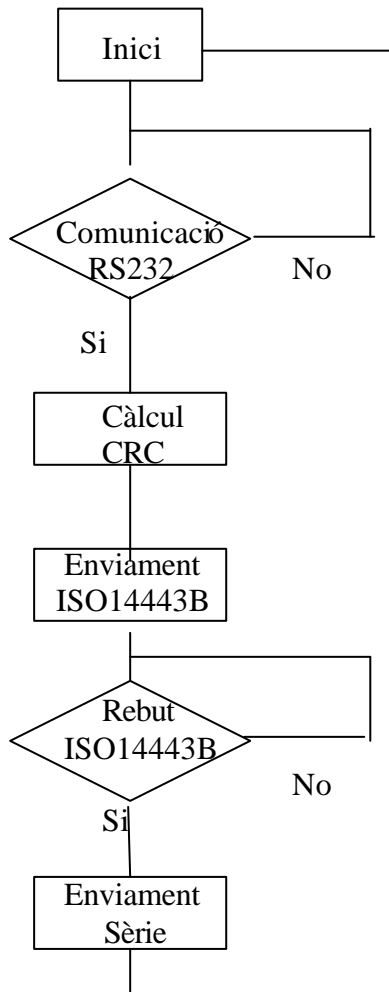 Inici
Comunicació
RS232
No
Si
Càlcul
CRC
Enviament
ISO14443B
Rebut
ISO14443B
No
Si
Enviament
Sèrie